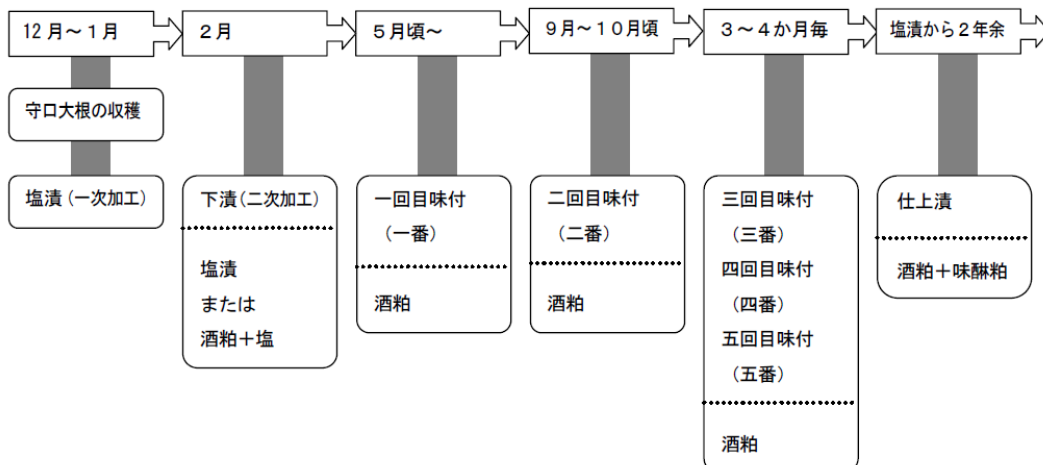 12月～1月
2月
5月頃～
9月～10月頃
3～4か月毎
塩漬から2年余
守口大根の収穫
塩漬(一次加工)
下漬(二次加工)
塩漬
または
酒粕＋塩
一回目味付
(一番)
酒粕
二回目味付
(二番)
酒粕
三回目味付
(三番)
四回目味付
(四番)
五回目味付
(五番)
酒粕
仕上漬
酒粕＋味醂粕